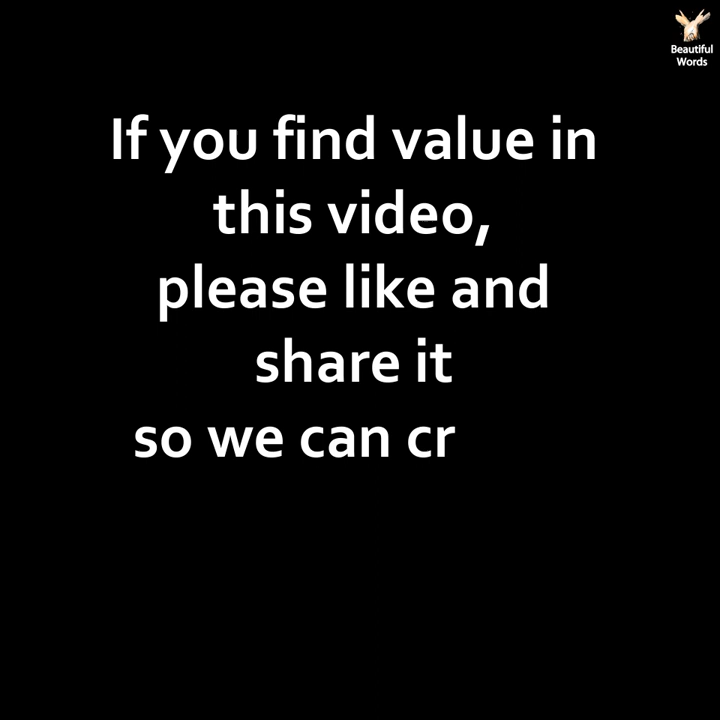 Beautiful
Words
If you find value in
this video,
please like and
share it
so we can cr